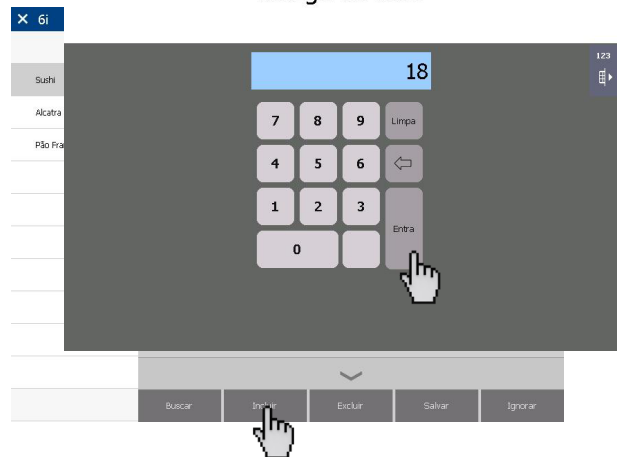 6i
123
18
Sushi
Alcatra
Pão Fra
7 8 9 Limpa
4 5 6
1 2 3
Entra
0
Buscar Incluir Excluir Salvar Ignorar